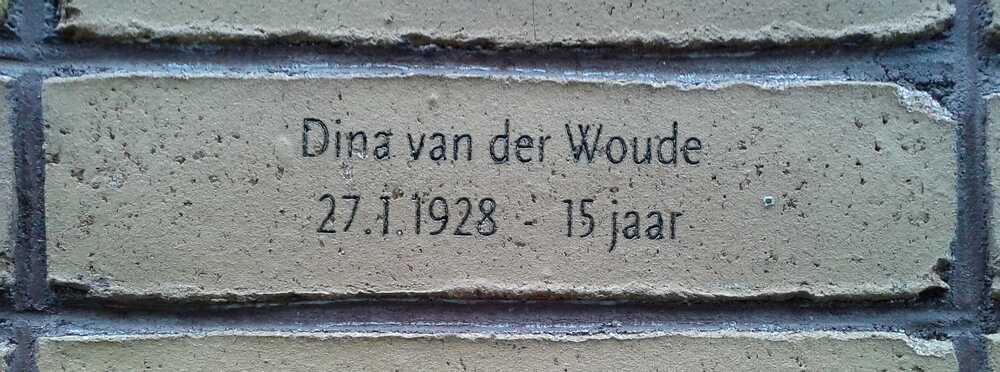 Dina van der Woude
27.1.1928 - 15 jaar